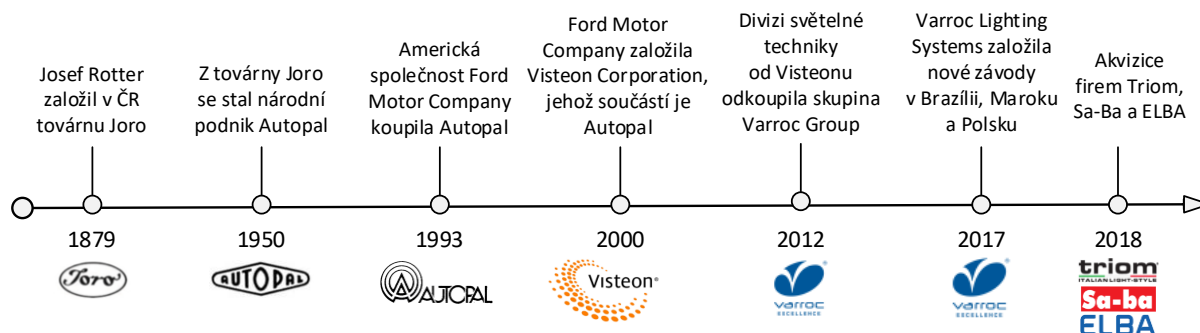 Josef Rotter
založil v ČR
továrnu Joro
Z továrny Joro
se stal národní
podnik Autopal
Americká
společnost Ford
Motor Company
koupila Autopal
Ford Motor
Company založila
Visteon Corporation,
jehož součástí je
Autopal
Divizi světelné
techniky
od Visteonu
odkoupila skupina
Varroc Group
Varroc Lighting
Systems založila
nové závody
v Brazílii, Maroku
a Polsku
Akvizice
firem Triom,
Sa-Ba a ELBA
1879
1950
1993
2000
2012
2017
2018
Joro
AUTOPAL
AUTOPAL
Visteon®
varroc
EXCELLENCE
varroc
EXCELLENCE
triom
ITALIAN LIGHT-STYLE
Sa-ba
ELBA